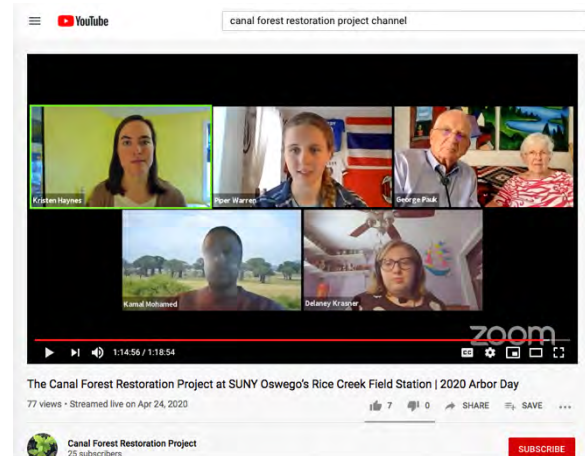 YouTube
canal forest restoration project channel
Kristen Haynes
Piper Warren
George Pauk
Kamal Mohamed
Delaney Krasner
zoom
1:14:56 / 1:18:54
CC
The Canal Forest Restoration Project at SUNY Oswego's Rice Creek Field Station | 2020 Arbor Day
77 views • Streamed live on Apr 24, 2020
7
0
SHARE
SAVE
Canal Forest Restoration Project
25 subscribers
SUBSCRIBE